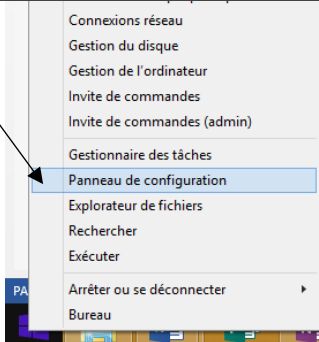 Connexions réseau
Gestion du disque
Gestion de l'ordinateur
Invite de commandes
Invite de commandes (admin)
Gestionnaire des tâches
Panneau de configuration
Explorateur de fichiers
Rechercher
Exécuter
Arrêter ou se déconnecter
Bureau
PA